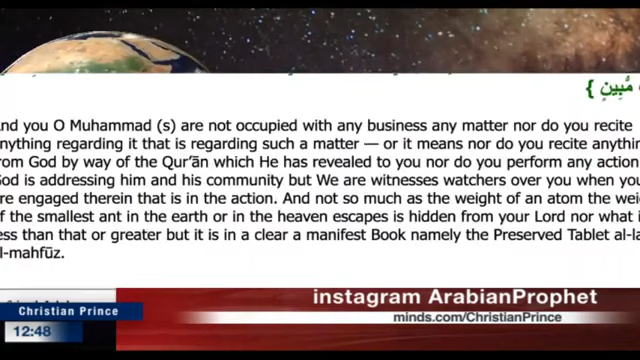 مُّبِينٍ }
nd you O Muhammad (s) are not occupied with any business any matter nor do you recite
nything regarding it that is regarding such a matter — or it means nor do you recite anythin
rom God by way of the Qur'ān which He has revealed to you nor do you perform any action
God is addressing him and his community but We are witnesses watchers over you when you
re engaged therein that is in the action. And not so much as the weight of an atom the wei
f the smallest ant in the earth or in the heaven escapes is hidden from your Lord nor what i
ess than that or greater but it is in a clear a manifest Book namely the Preserved Tablet al-la
l-mahfūz.
instagram ArabianProphet
Christian Prince
minds.com/ChristianPrince
12:48